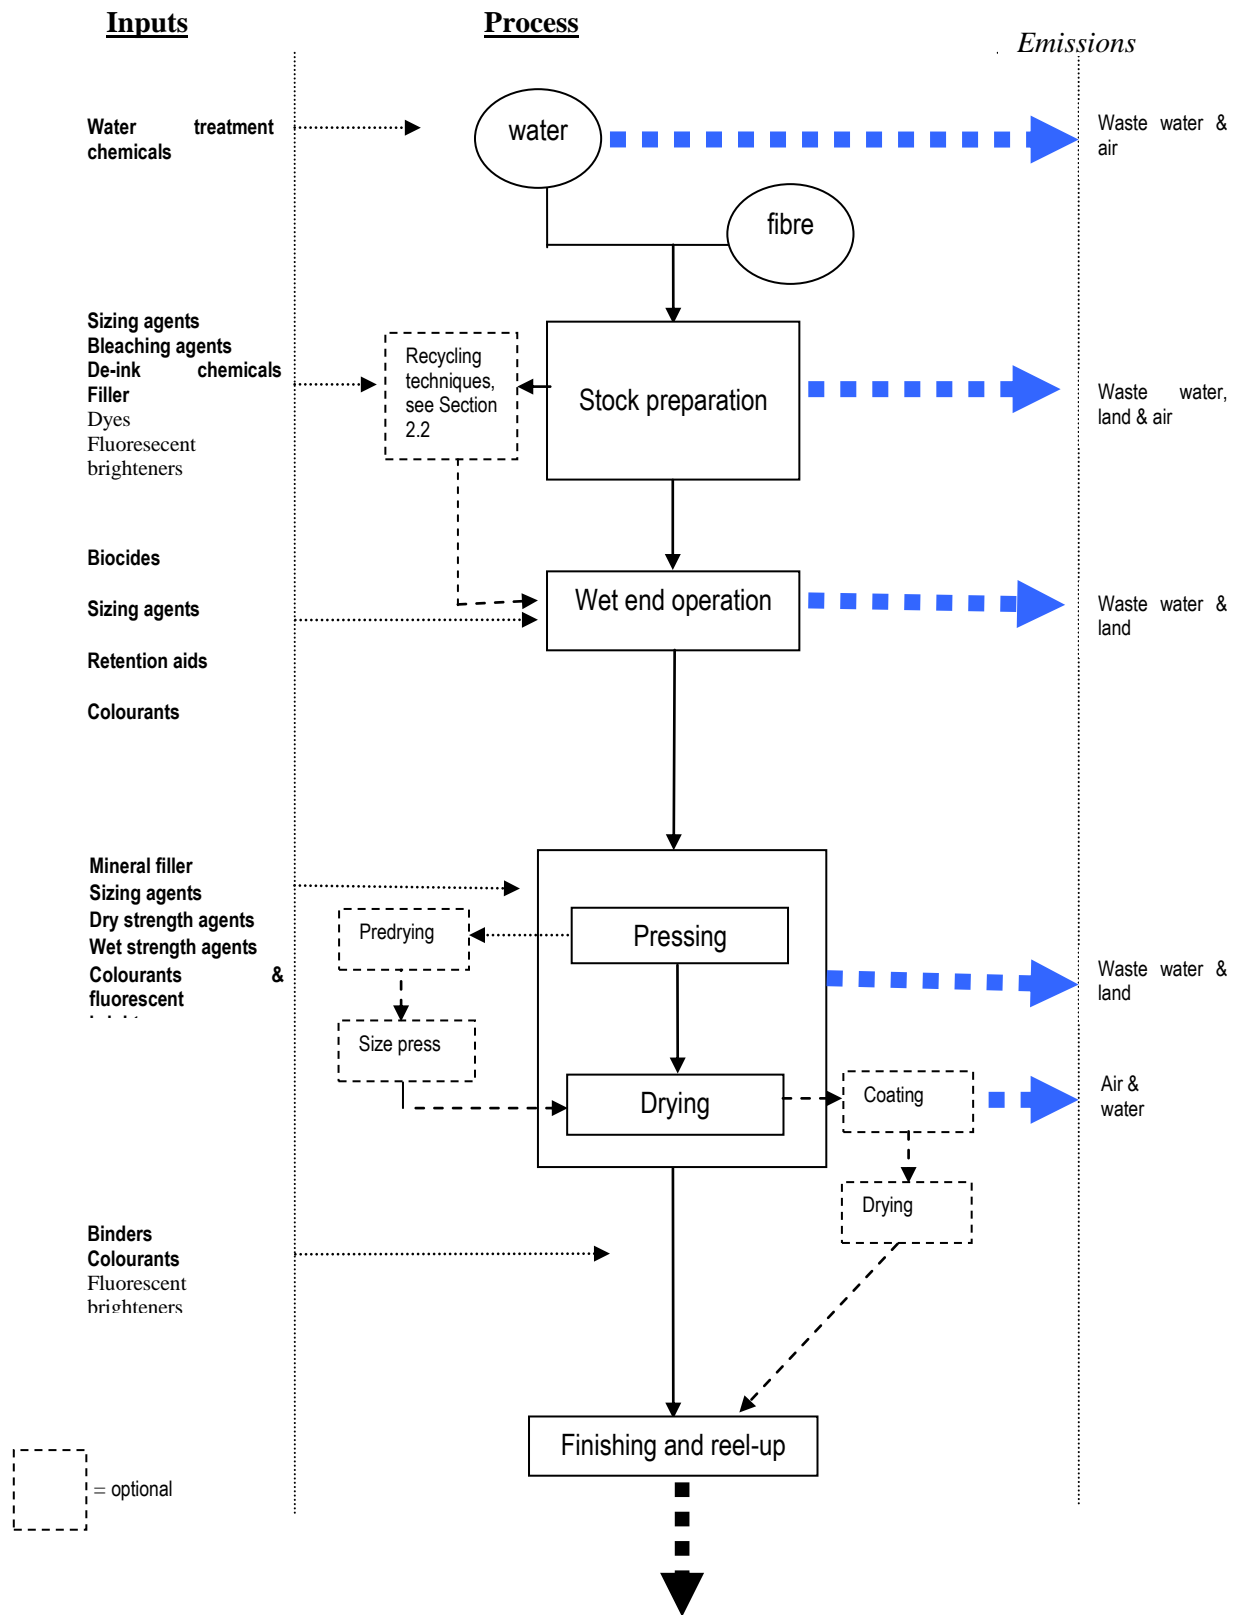 Inputs
Process
Emissions
Water treatment
chemicals
water
Waste water &
air
fibre
Sizing agents
Bleaching agents
De-ink chemicals
Filler
Dyes
Fluoresecent
brighteners
Recycling
techniques,
see Section
2.2
Stock preparation
Waste water,
land & air
Biocides
Sizing agents
Retention aids
Colourants
Wet end operation
Waste water &
land
Mineral filler
Sizing agents
Dry strength agents
Wet strength agents
Colourants &
fluorescent
Predrying
Pressing
Waste water &
land
Size press
Drying
Coating
Air &
water
Drying
Binders
Colourants
Fluorescent
brighteners
Finishing and reel-up
= optional